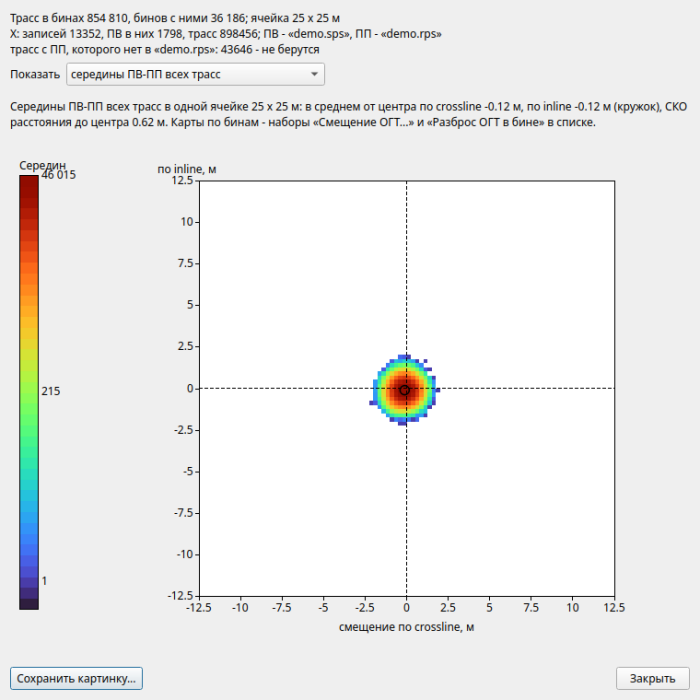 Трасс в бинах 854 810, бинов с ними 36 186; ячейка 25 x 25 м
X: записей 13352, ПВ в них 1798, трасс 898456; ПВ - «demo.sps», ПП - «demo.rps»
трасс с ПП, которого нет в «demo.rps»: 43646 - не берутся
Показать
середины ПВ-ПП всех трасс
Середины ПВ-ПП всех трасс в одной ячейке 25 x 25 м: в среднем от центра по crossline -0.12 м, по inline -0.12 м (кружок), СКО
расстояния до центра 0.62 м. Карты по бинам - наборы «Смещение ОГТ...» и «Разброс ОГТ в бине» в списке.
Середин
46 015
215
1
по inline, м
12.5
10
7.5
5
2.5
0
-2.5
-5
-7.5
-10
-12.5
-12.5 -10 -7.5 -5 -2.5 0 2.5 5 7.5 10 12.5
смещение по crossline, м
Сохранить картинку...
Закрыть